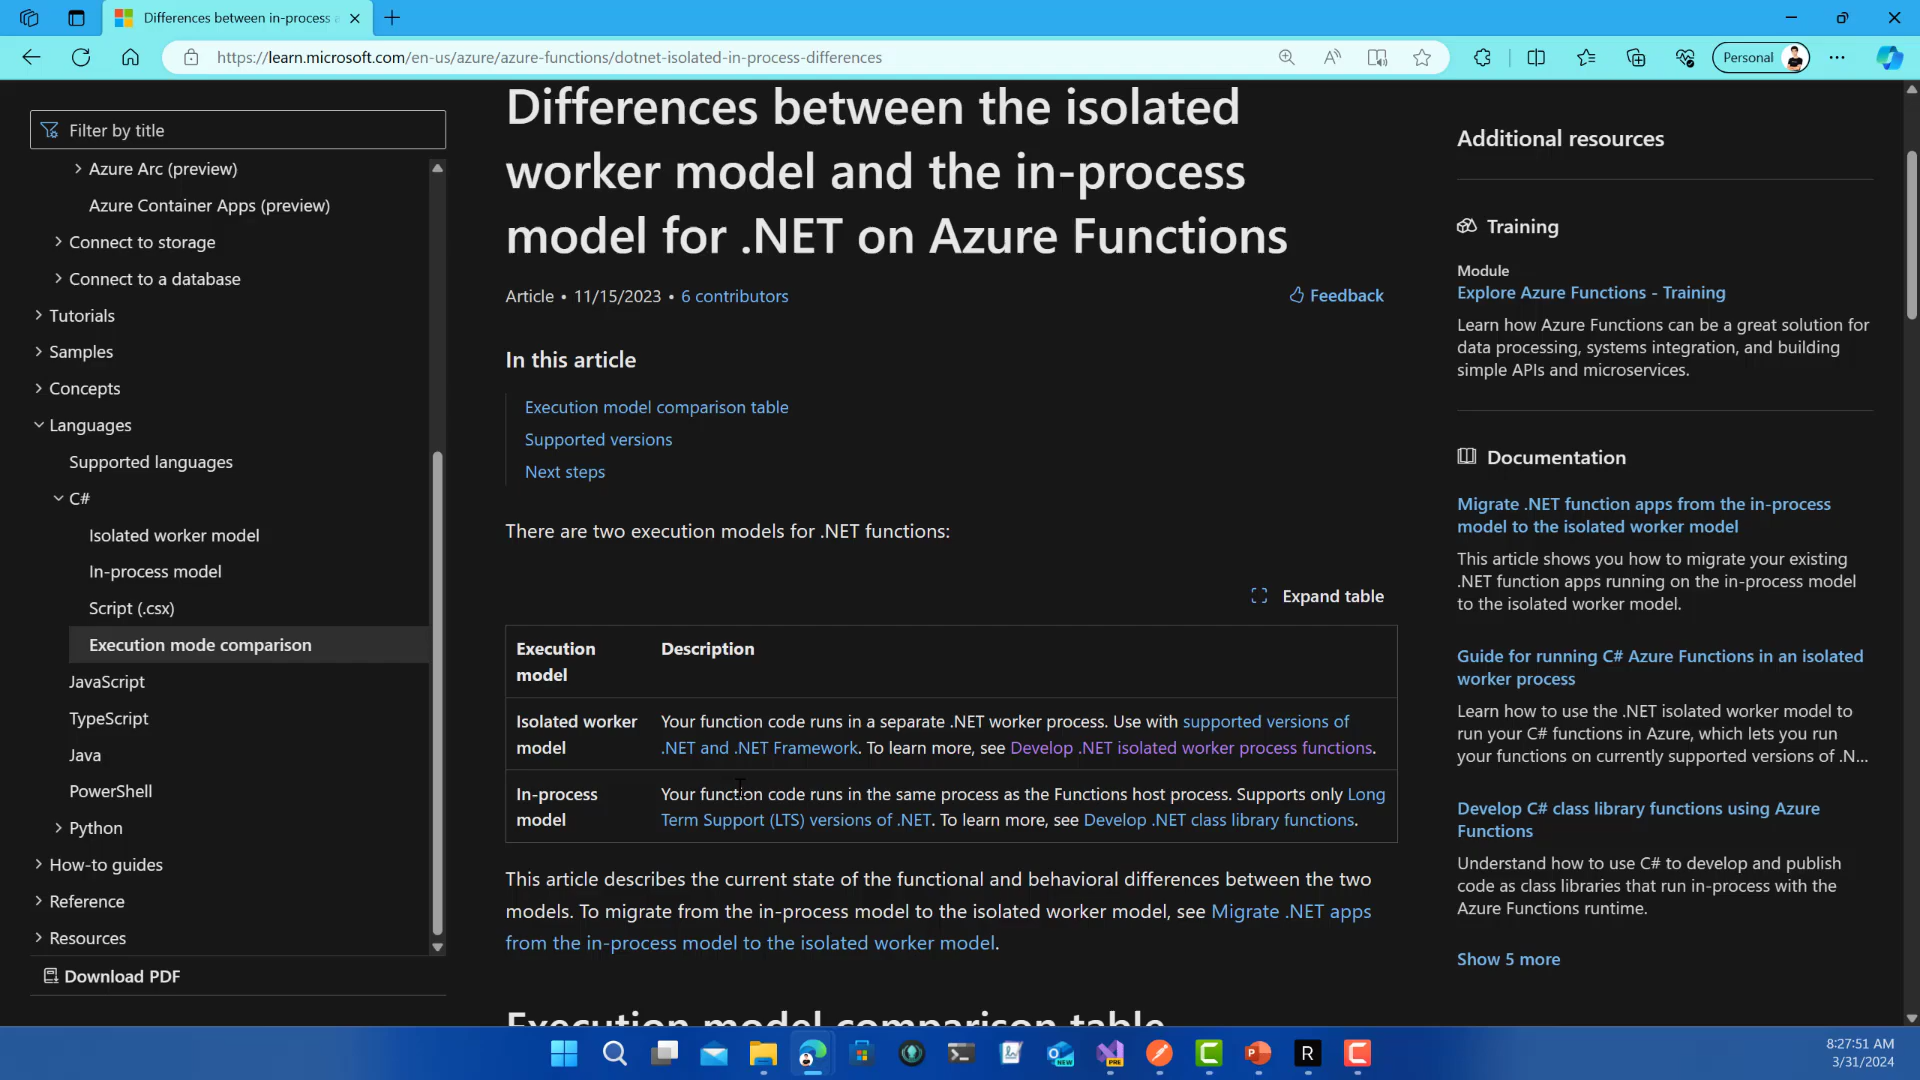 Differences between in-process a
https://learn.microsoft.com/en-us/azure/azure-functions/dotnet-isolated-in-process-differences
Personal
Filter by title
Azure Arc (preview)
Azure Container Apps (preview)
Connect to storage
Connect to a database
Tutorials
Samples
Concepts
Languages
Supported languages
C#
Isolated worker model
In-process model
Script (.csx)
Execution mode comparison
JavaScript
TypeScript
Java
PowerShell
Python
How-to guides
Reference
Resources
Download PDF
Differences between the isolated
worker model and the in-process
model for .NET on Azure Functions
Article • 11/15/2023 • 6 contributors
Feedback
In this article
Execution model comparison table
Supported versions
Next steps
There are two execution models for .NET functions:
Expand table
Execution
model
Description
Isolated worker
model
Your function code runs in a separate .NET worker process. Use with supported versions of
.NET and .NET Framework. To learn more, see Develop .NET isolated worker process functions.
In-process
model
Your function code runs in the same process as the Functions host process. Supports only Long
Term Support (LTS) versions of .NET. To learn more, see Develop .NET class library functions.
This article describes the current state of the functional and behavioral differences between the two
models. To migrate from the in-process model to the isolated worker model, see Migrate .NET apps
from the in-process model to the isolated worker model.
Execution model comparison table
Additional resources
Training
Module
Explore Azure Functions - Training
Learn how Azure Functions can be a great solution for
data processing, systems integration, and building
simple APIs and microservices.
Documentation
Migrate .NET function apps from the in-process
model to the isolated worker model
This article shows you how to migrate your existing
.NET function apps running on the in-process model
to the isolated worker model.
Guide for running C# Azure Functions in an isolated
worker process
Learn how to use the .NET isolated worker model to
run your C# functions in Azure, which lets you run
your functions on currently supported versions of .N...
Develop C# class library functions using Azure
Functions
Understand how to use C# to develop and publish
code as class libraries that run in-process with the
Azure Functions runtime.
Show 5 more
NEW
PRE
R
8:27:51 AM
3/31/2024